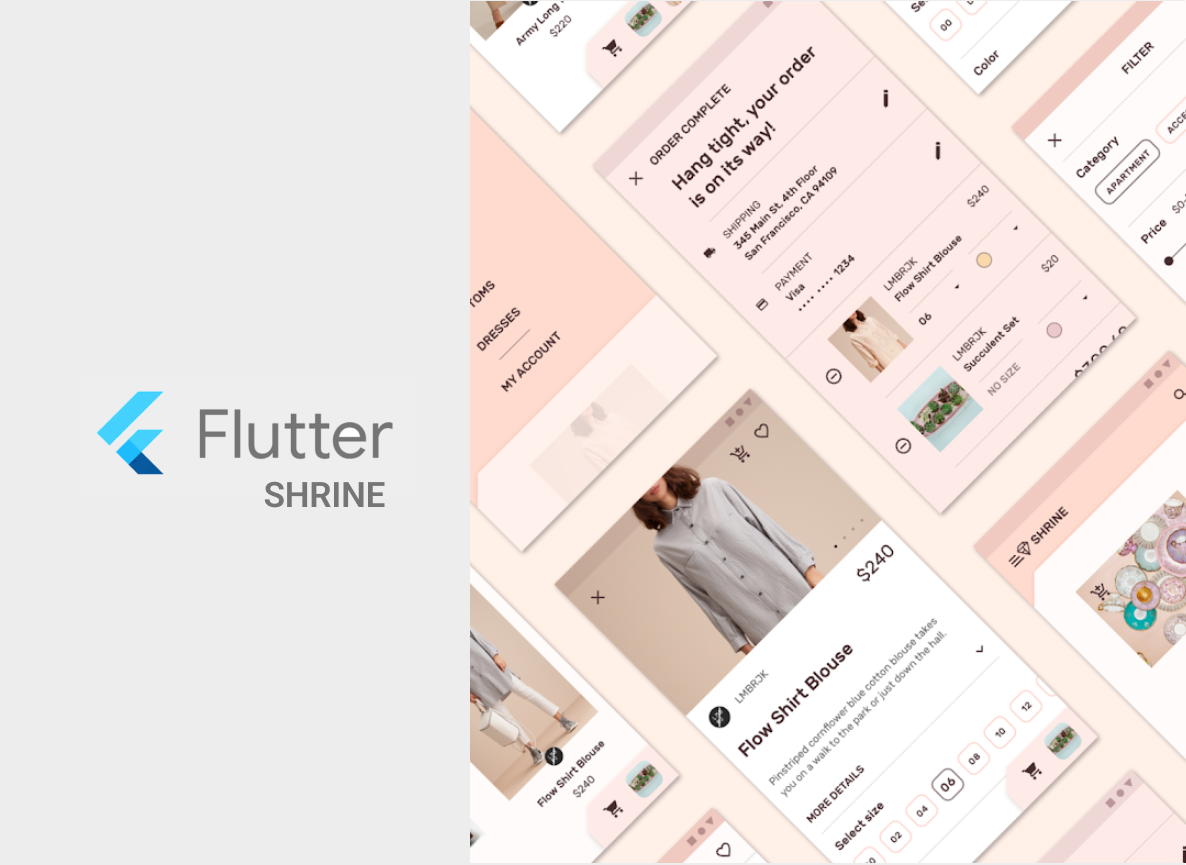 Flutter
SHRINE
Army Long
$220
ORDER COMPLETE
Hang tight, your order
is on its way!
SHIPPING
345 Main St. 4th Floor
San Francisco, CA 94109
PAYMENT
Visa
•••• •••• 1234
LMBRJK
Flow Shirt Blouse
$240
06
LMBRJK
Succulent Set
$20
NO SIZE
00
Color
FILTER
Category
APARTMENT
Price
DRESSES
MY ACCOUNT
$240
LMBRJK
Flow Shirt Blouse
Pinstriped cornflower blue cotton blouse takes
you on a walk to the park or just down the hall.
MORE DETAILS
Select size
02
04
06
08
10
12
SHRINE
Flow Shirt Blouse
$240